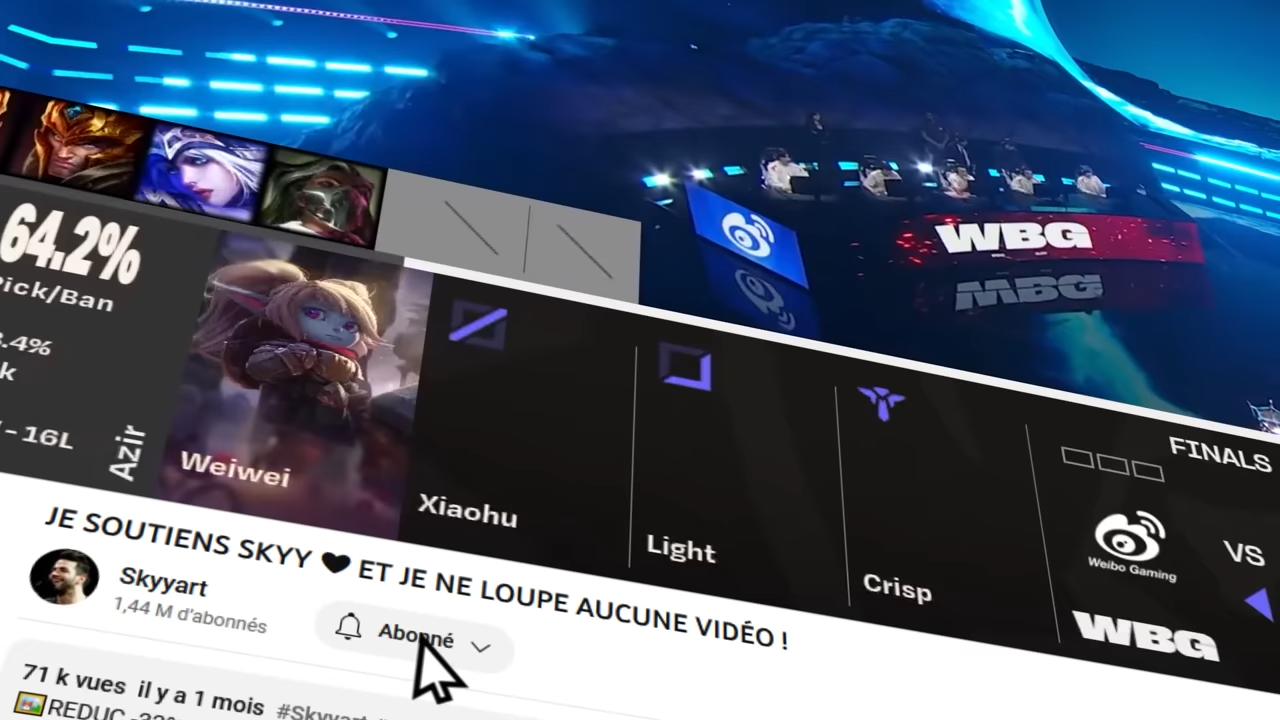 WBG
64.2%
Pick/Ban
.4%
-16L
Azir
Weiwei
Xiaohu
Light
Crisp
FINALS
Weibo Gaming
VS
WBG
JE SOUTIENS SKYY 🖤 ET JE NE LOUPE AUCUNE VIDÉO !
Skyyart
1,44 M d'abonnés
Abonné
71 k vues il y a 1 mois #Skyyart
REDUC